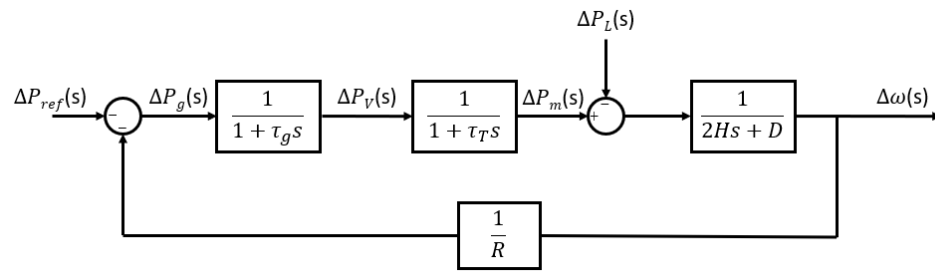 ΔP_L(s)
ΔP_ref(s)
−
−
ΔP_g(s)
1
1 + τ_g s
ΔP_V(s)
1
1 + τ_T s
ΔP_m(s)
+
−
1
2Hs + D
Δω(s)
1
R